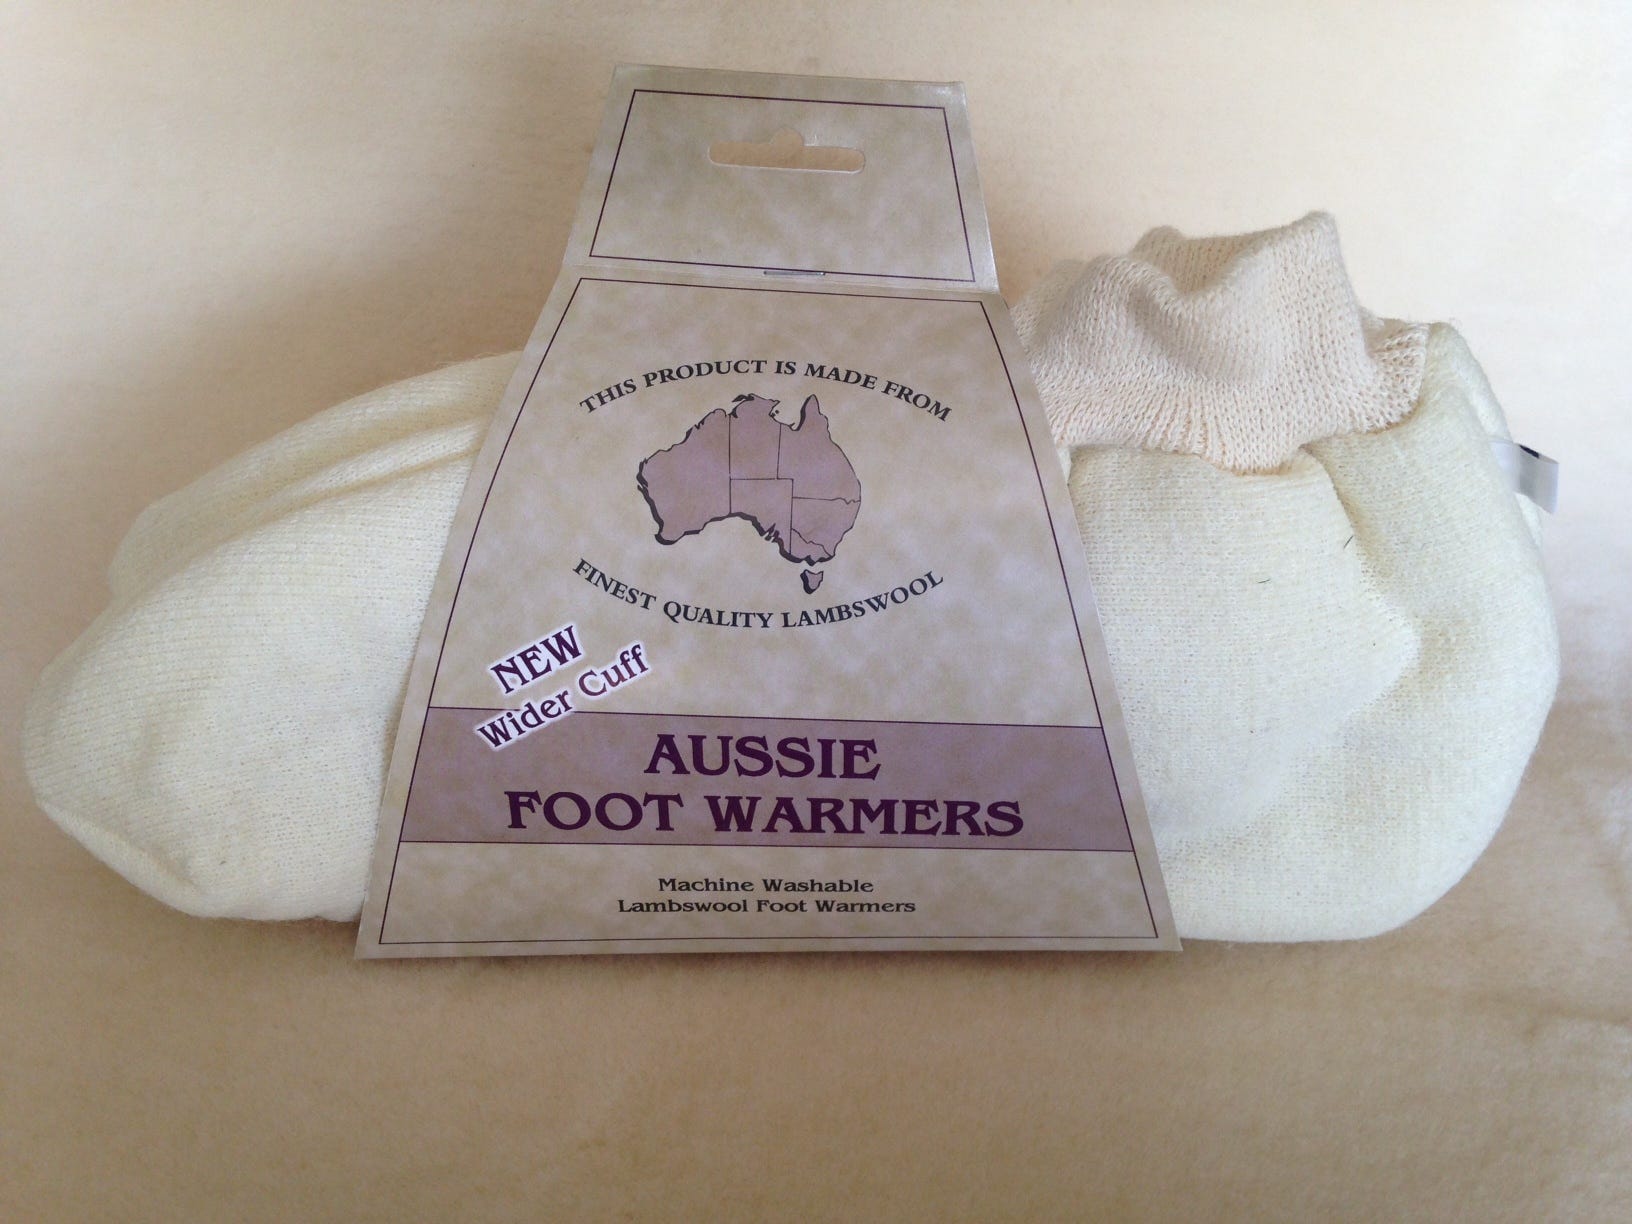 THIS PRODUCT IS MADE FROM
FINEST QUALITY LAMBSWOOL
NEW
Wider Cuff
AUSSIE
FOOT WARMERS
Machine Washable
Lambswool Foot Warmers